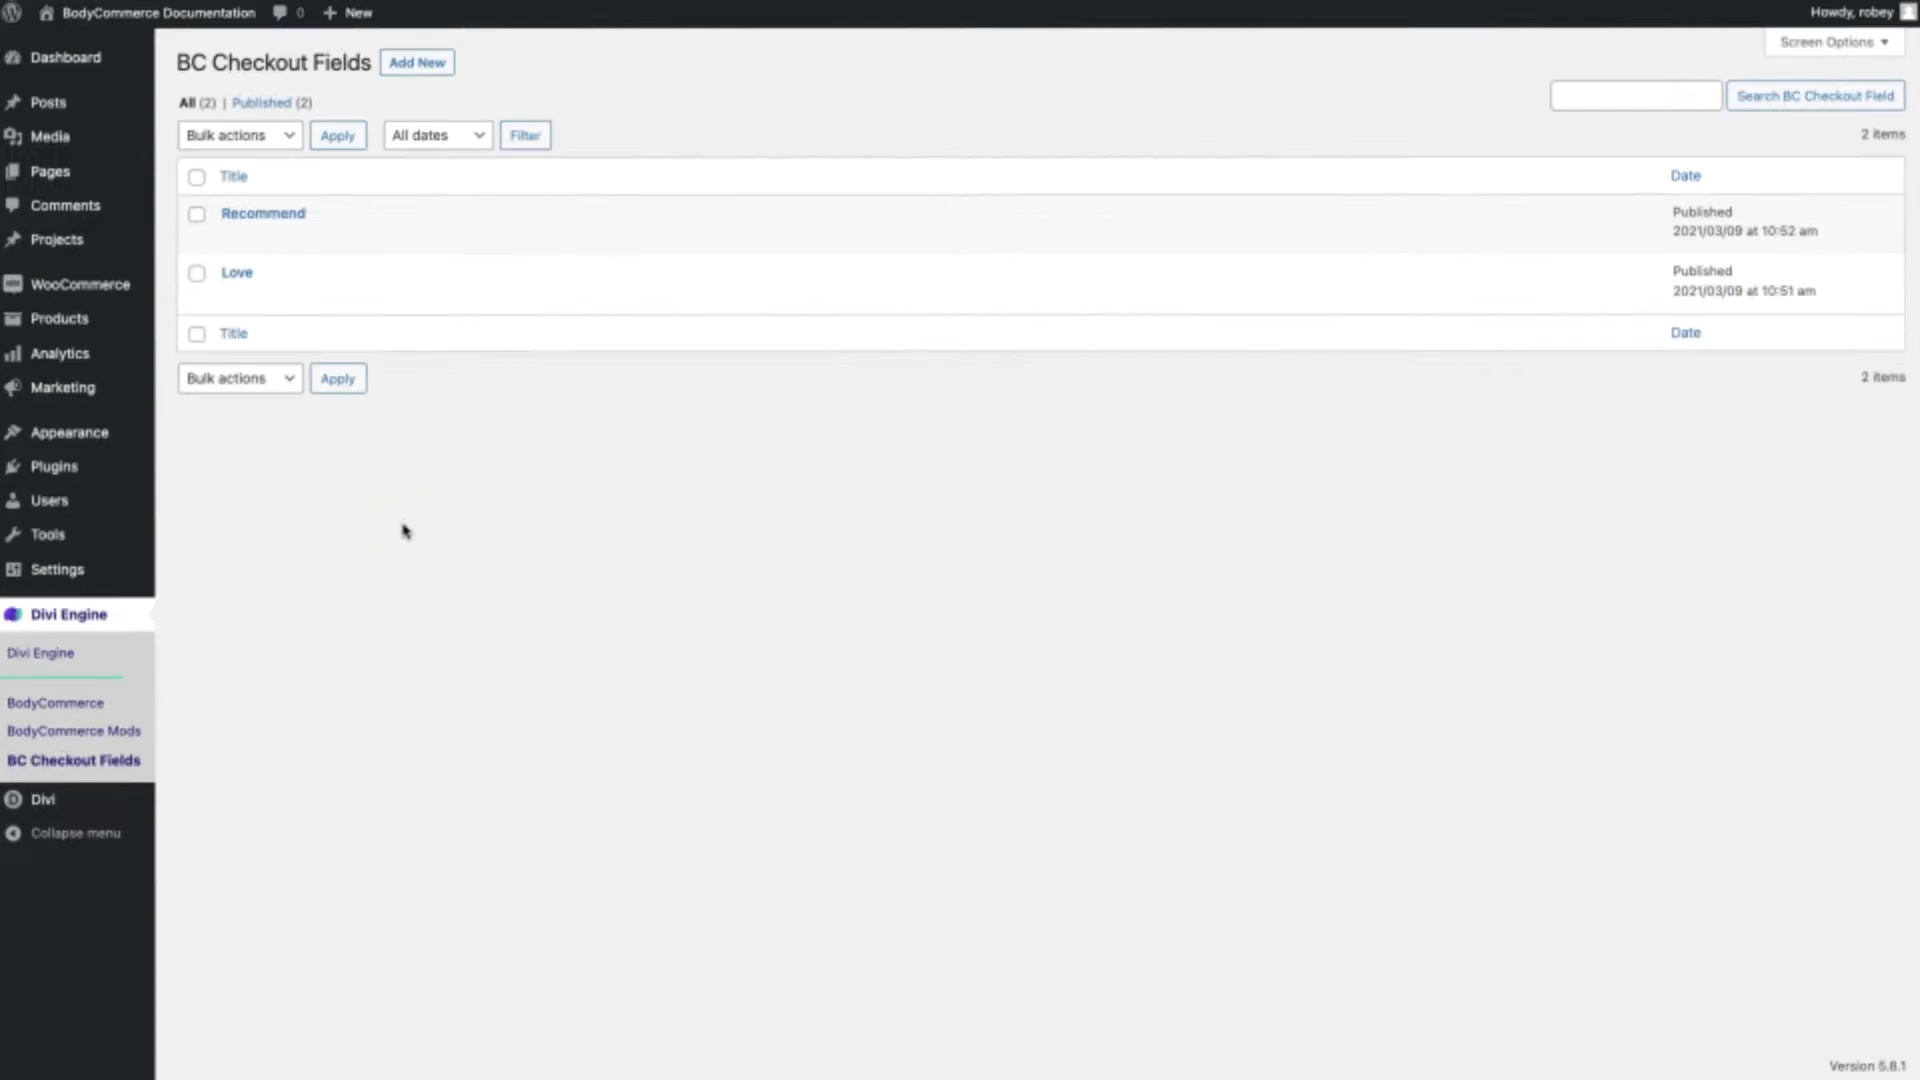 BodyCommerce Documentation 0 New Howdy, robey
Screen Options
BC Checkout Fields Add New
All (2) | Published (2)
Search BC Checkout Field
Bulk actions Apply All dates Filter 2 items
Title Date
Recommend Published
2021/03/09 at 10:52 am
Love Published
2021/03/09 at 10:51 am
Title Date
Bulk actions Apply 2 items
Dashboard
Posts
Media
Pages
Comments
Projects
WooCommerce
Products
Analytics
Marketing
Appearance
Plugins
Users
Tools
Settings
Divi Engine
Divi Engine
BodyCommerce
BodyCommerce Mods
BC Checkout Fields
Divi
Collapse menu
Version 5.8.1